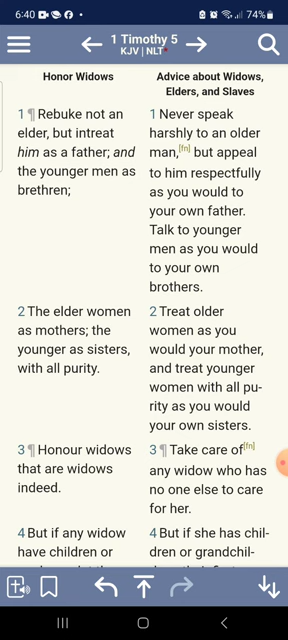 6:40
74%
1 Timothy 5
KJV | NLT*
Honor Widows
1 ¶ Rebuke not an
elder, but intreat
him as a father; and
the younger men as
brethren;
2 The elder women
as mothers; the
younger as sisters,
with all purity.
3 ¶ Honour widows
that are widows
indeed.
4 But if any widow
have children or
Advice about Widows,
Elders, and Slaves
1 Never speak
harshly to an older
man,[fn] but appeal
to him respectfully
as you would to
your own father.
Talk to younger
men as you would
to your own
brothers.
2 Treat older
women as you
would your mother,
and treat younger
women with all pu-
rity as you would
your own sisters.
3 ¶ Take care of[fn]
any widow who has
no one else to care
for her.
4 But if she has chil-
dren or grandchil-